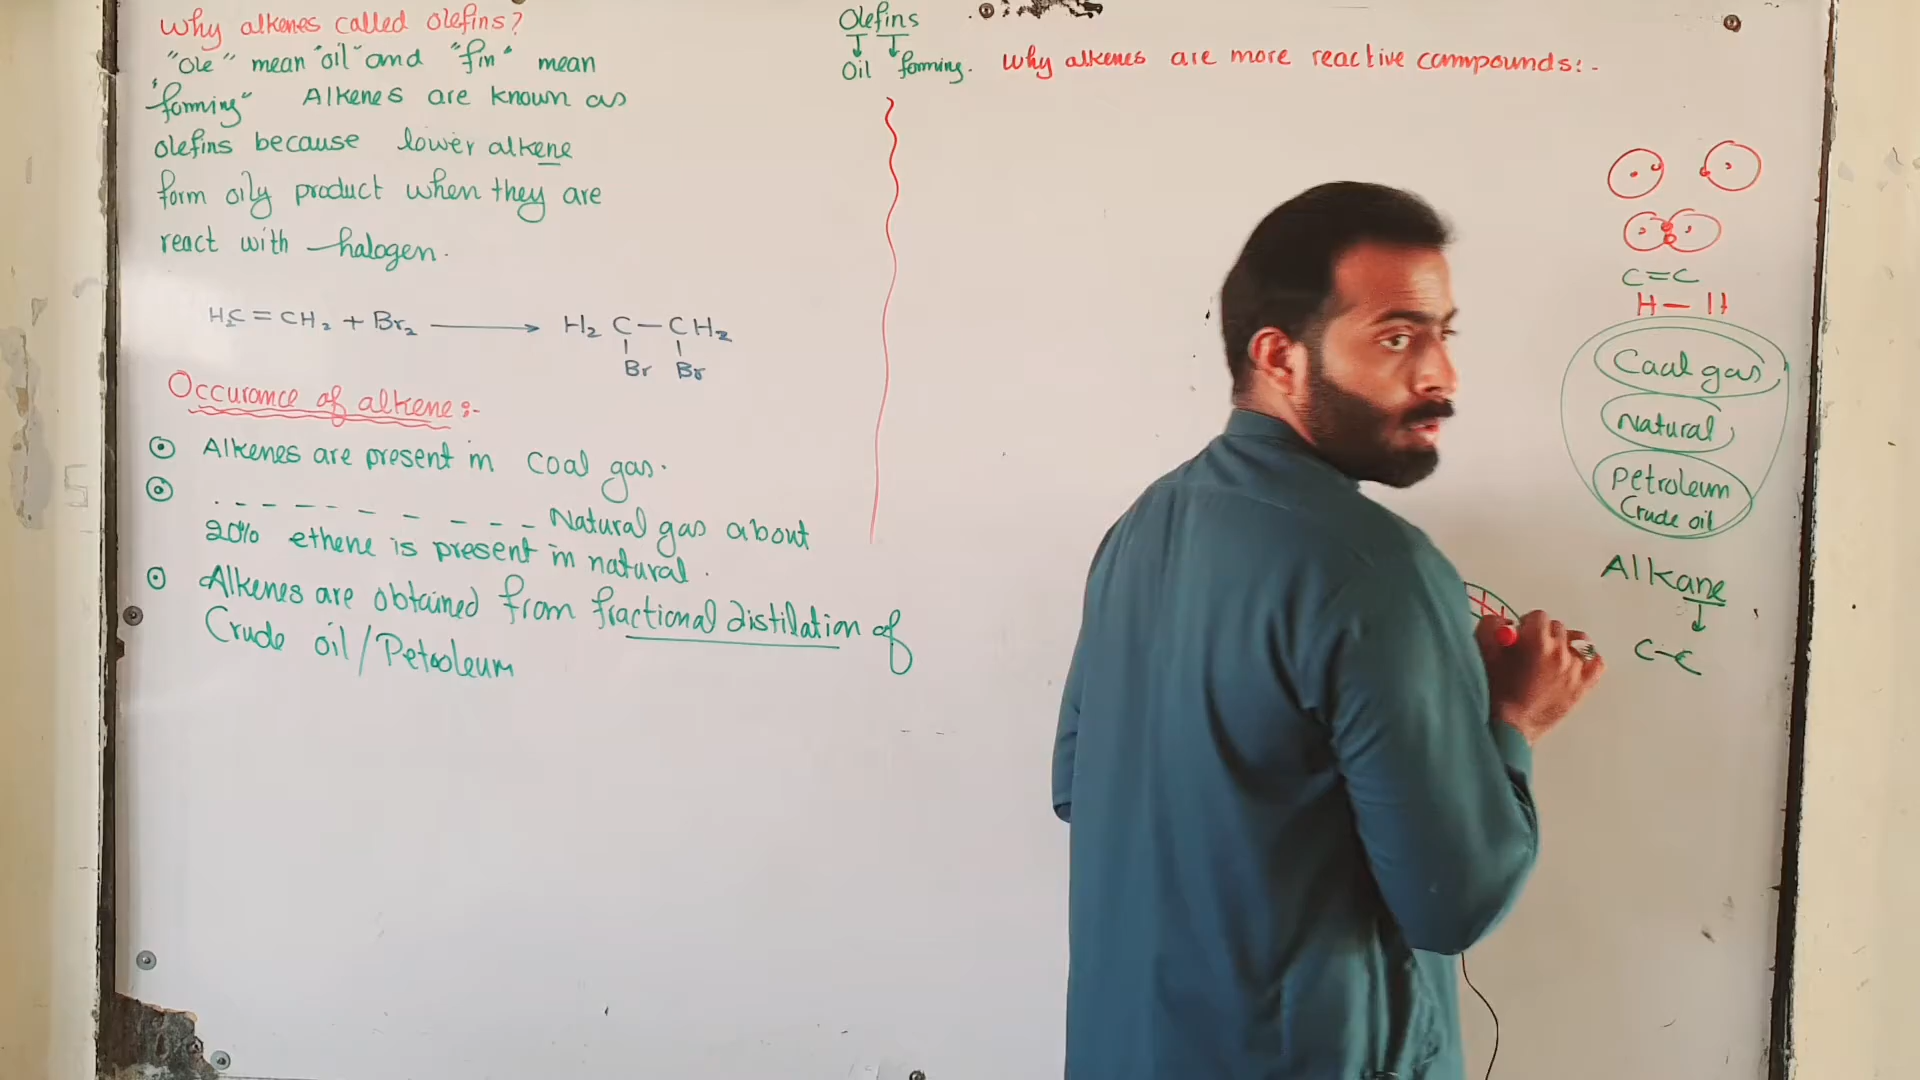 Why alkenes called olefins?
"Ole" mean "oil" and "fin" mean
"forming" Alkenes are known as
olefins because lower alkene
form oily product when they are
react with halogen.
H2C = CH2 + Br2 ⟶ H2 C — CH2
Br Br
Occurance of alkene:-
Alkenes are present in coal gas.
- - - - - - - - - - Natural gas about
20% ethene is present in natural.
Alkenes are obtained from fractional distilation of
Crude oil/Petroleum
Olefins
Oil forming.
Why alkenes are more reactive compounds:-
C=C
H — H
Coal gas
Natural
Petroleum
Crude oil
Alkane
C-C